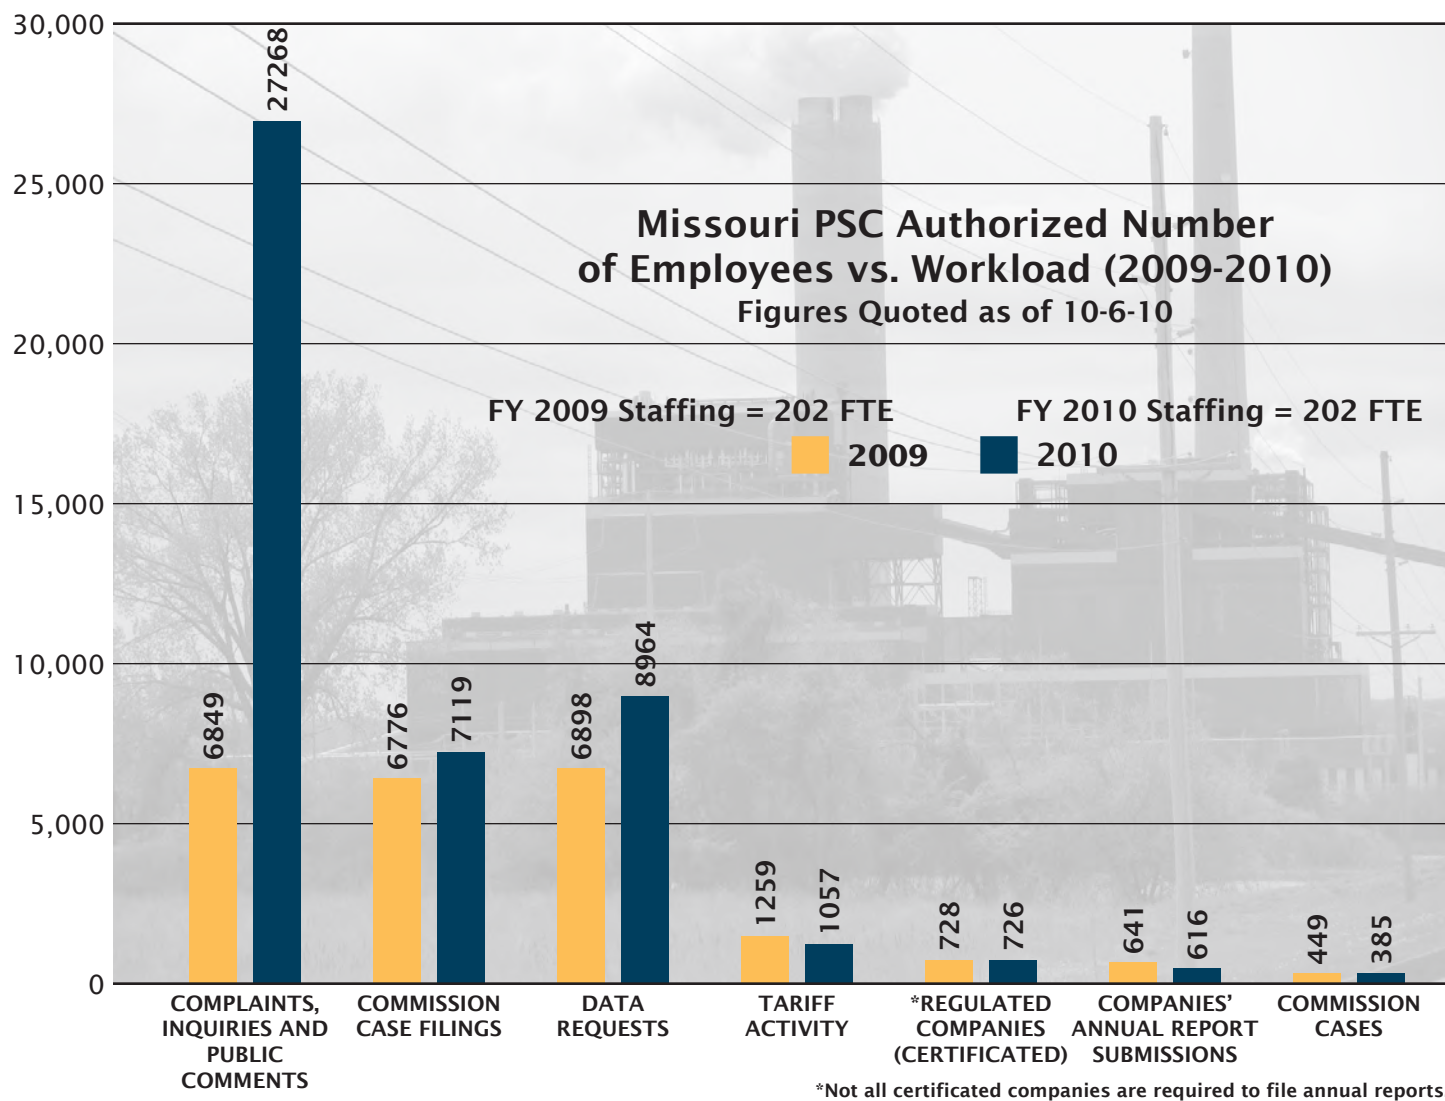 30,000
25,000
20,000
15,000
10,000
5,000
0
Missouri PSC Authorized Number
of Employees vs. Workload (2009-2010)
Figures Quoted as of 10-6-10
FY 2009 Staffing = 202 FTE
FY 2010 Staffing = 202 FTE
2009
2010
6849
27268
6776
7119
6898
8964
1259
1057
728
726
641
616
449
385
COMPLAINTS,
INQUIRIES AND
PUBLIC
COMMENTS
COMMISSION
CASE FILINGS
DATA
REQUESTS
TARIFF
ACTIVITY
*REGULATED
COMPANIES
(CERTIFICATED)
COMPANIES’
ANNUAL REPORT
SUBMISSIONS
COMMISSION
CASES
*Not all certificated companies are required to file annual reports